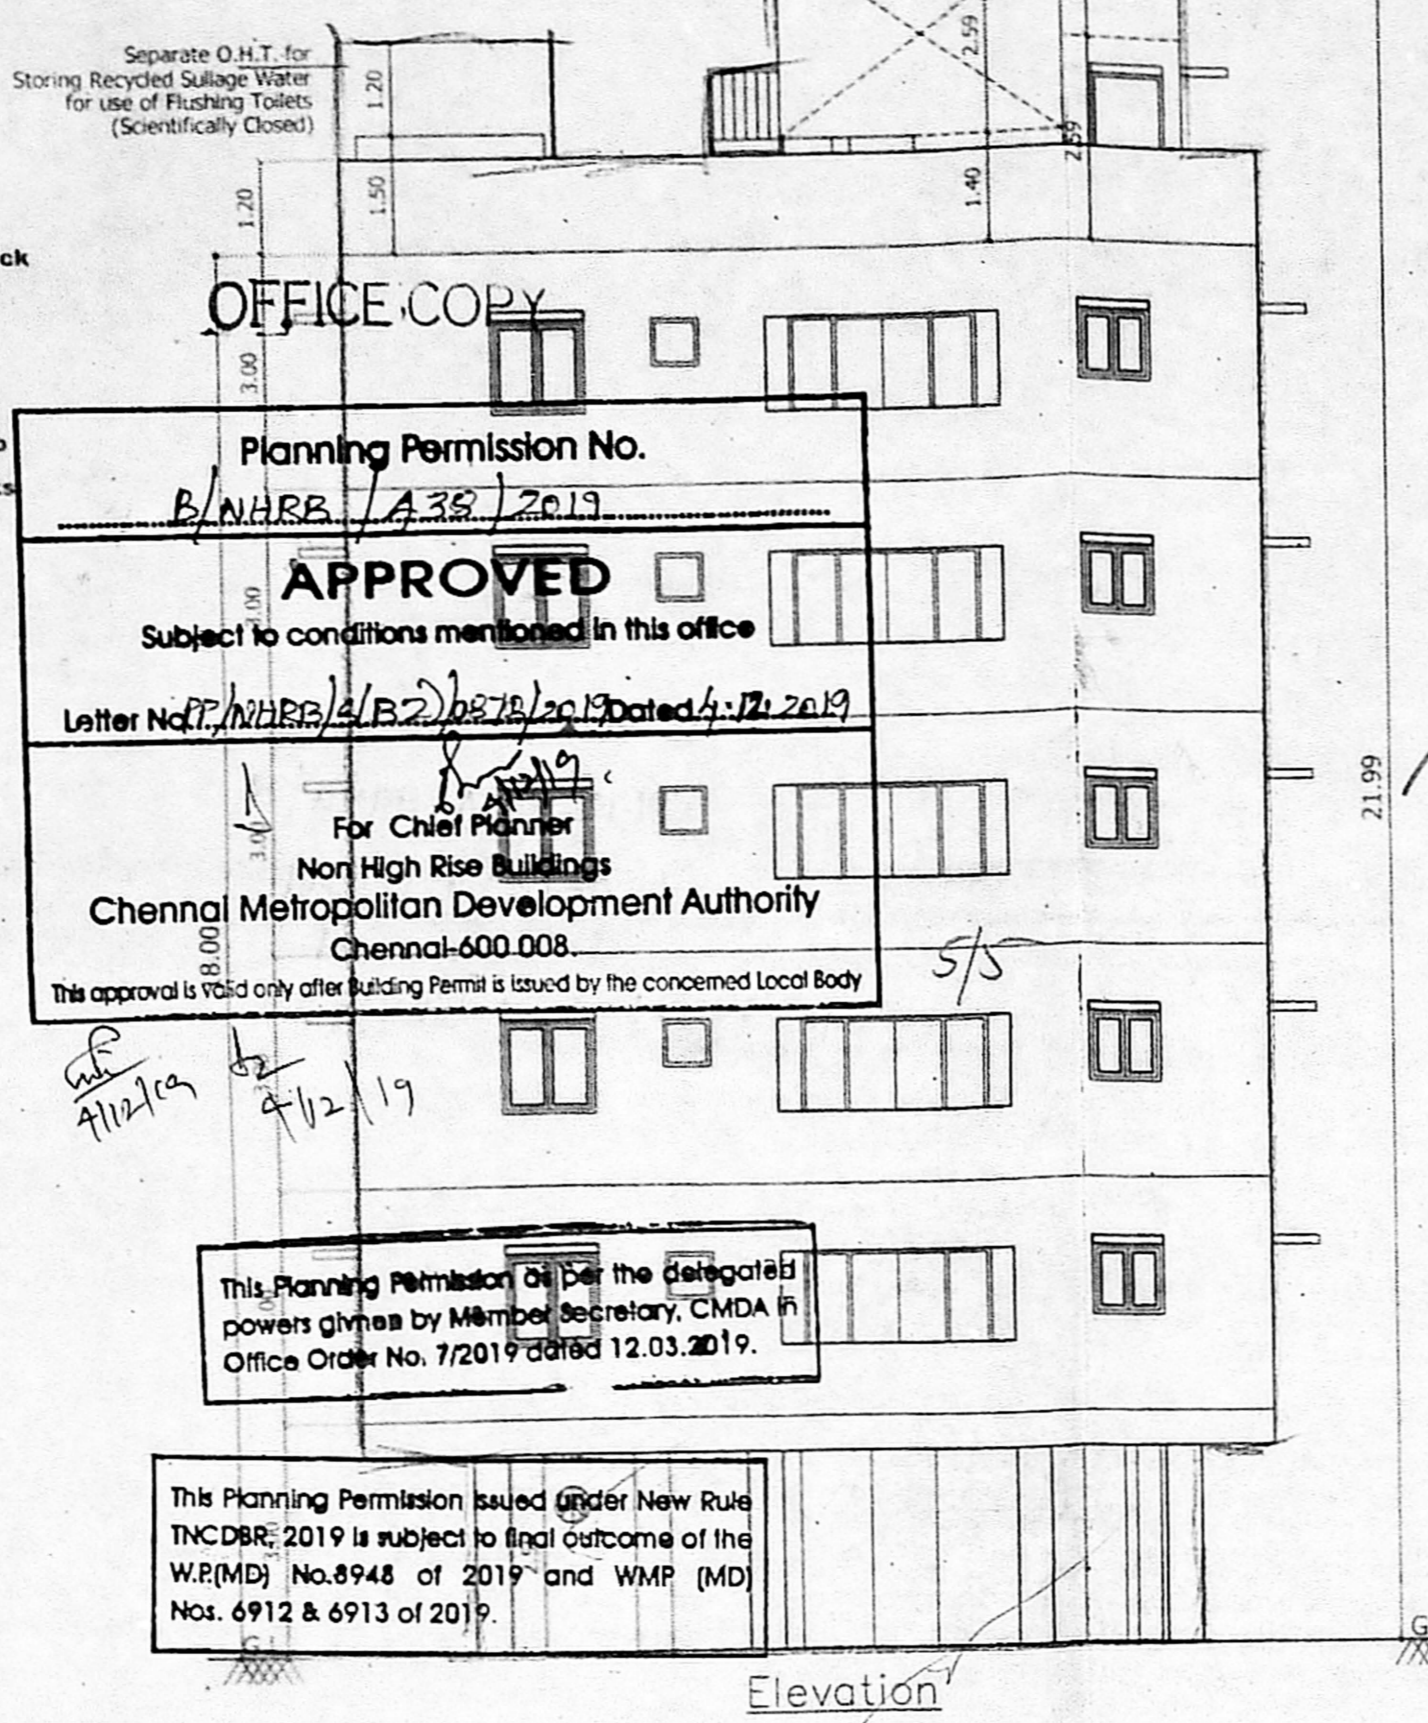 Separate O.H.T. for
Storing Recycled Sullage Water
for use of Flushing Toilets
(Scientifically Closed)
1.20
2.59
2.59
1.20
1.50
1.40
ck
OFFICE COPY
3.00
Planning Permission No.
B/NHRB/A38/2019
APPROVED
3.00
Subject to conditions mentioned in this office
Letter No. PP/NHRB/ /2019 Dated 4.12.2019
4/12/19
21.99
3.00
For Chief Planner
Non High Rise Buildings
Chennai Metropolitan Development Authority
Chennai-600 008.
8.00
5/5
This approval is valid only after Building Permit is issued by the concerned Local Body
4/12/19
4/12/19
This Planning Permission as per the delegated
powers givnen by Member Secretary, CMDA in
Office Order No. 7/2019 dated 12.03.2019.
This Planning Permission issued under New Rule
TNCDBR, 2019 is subject to final outcome of the
W.P.(MD) No.8948 of 2019 and WMP (MD)
Nos. 6912 & 6913 of 2019.
G
G
Elevation